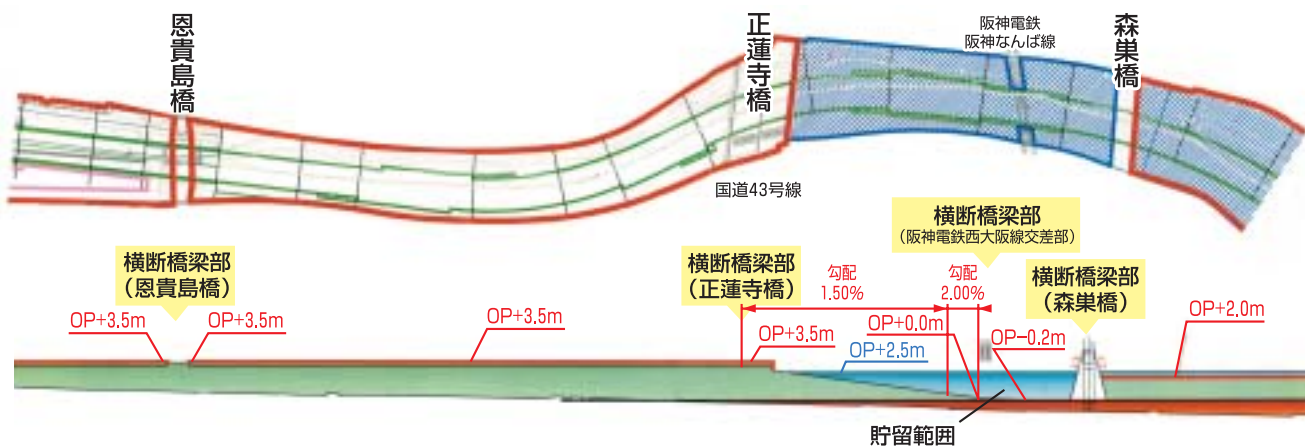 恩貴島橋
正蓮寺橋
阪神電鉄
阪神なんば線
森巣橋
国道43号線
横断橋梁部
（恩貴島橋）
横断橋梁部
（正蓮寺橋）
横断橋梁部
（阪神電鉄西大阪線交差部）
横断橋梁部
（森巣橋）
勾配
1.50%
勾配
2.00%
OP+3.5m
OP+3.5m
OP+3.5m
OP+3.5m
OP+2.5m
OP+0.0m
OP−0.2m
OP+2.0m
貯留範囲